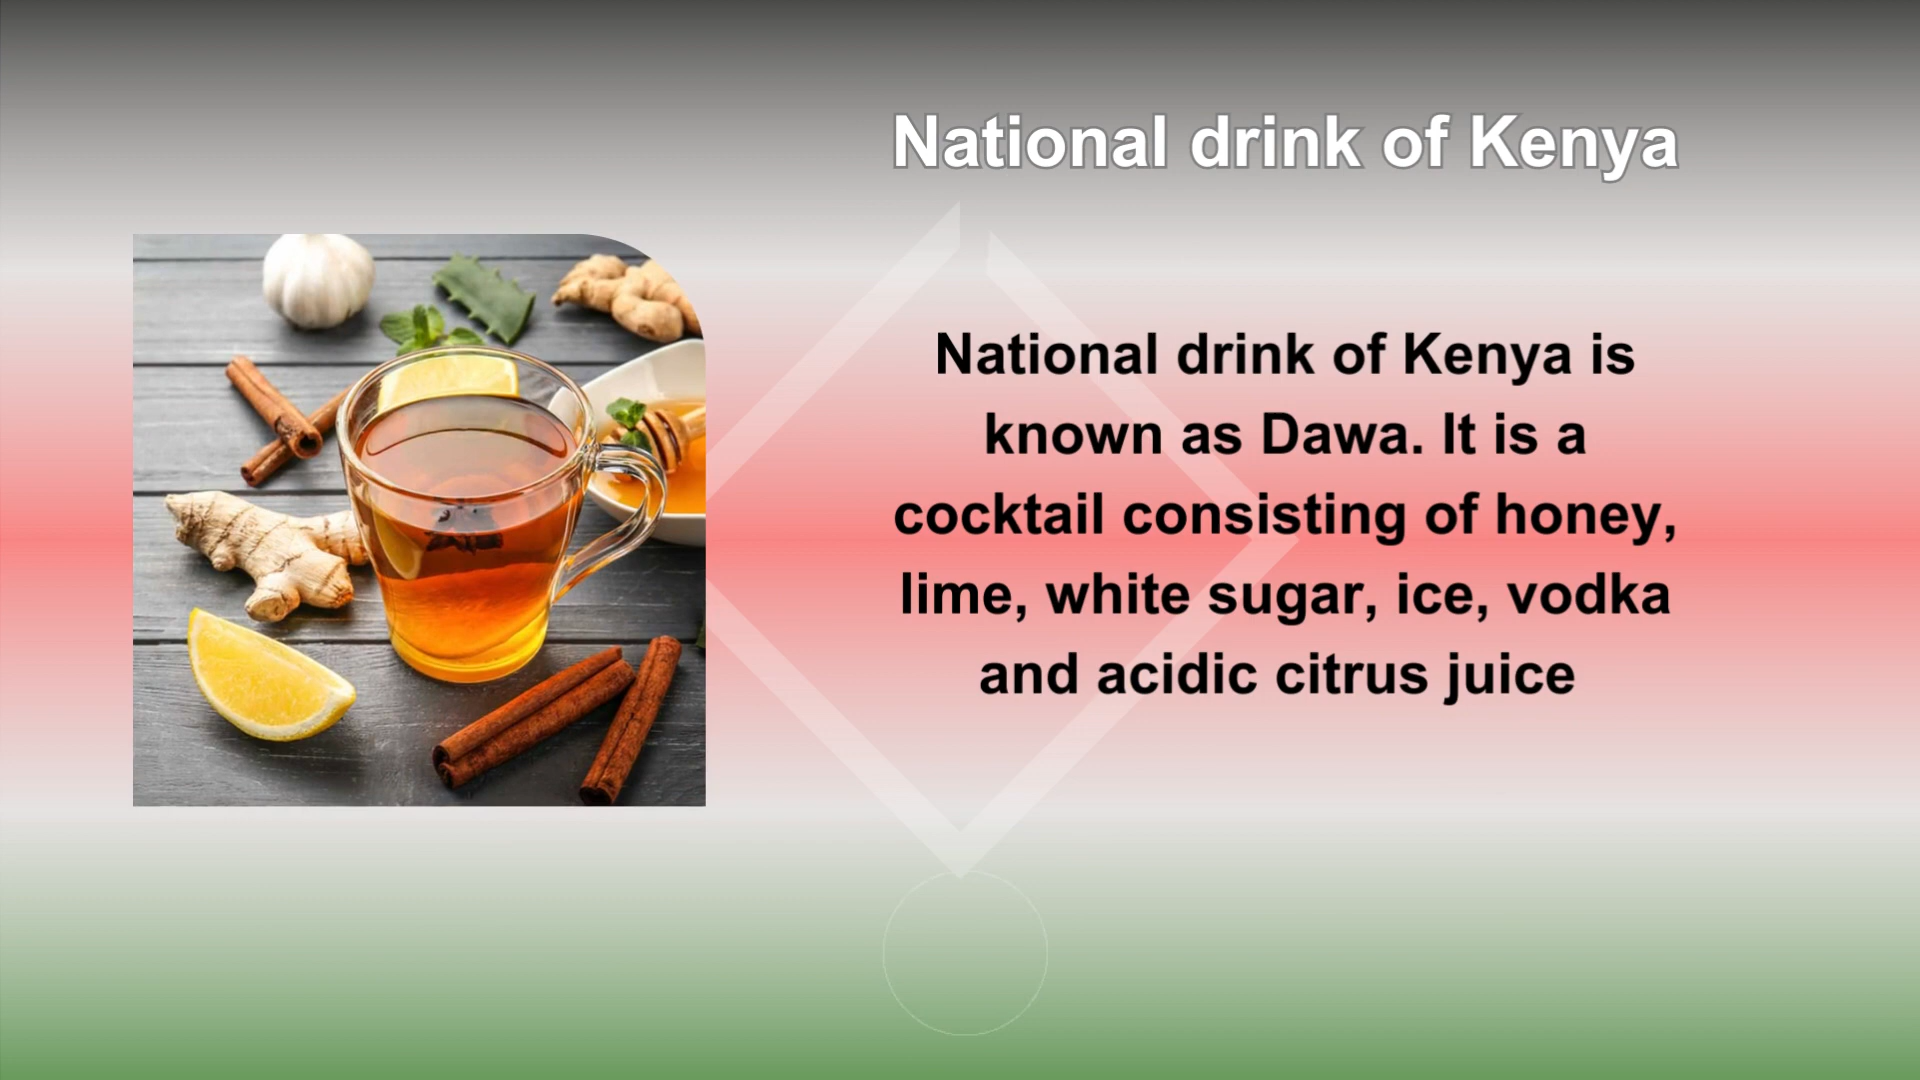 National drink of Kenya
National drink of Kenya is
known as Dawa. It is a
cocktail consisting of honey,
lime, white sugar, ice, vodka
and acidic citrus juice